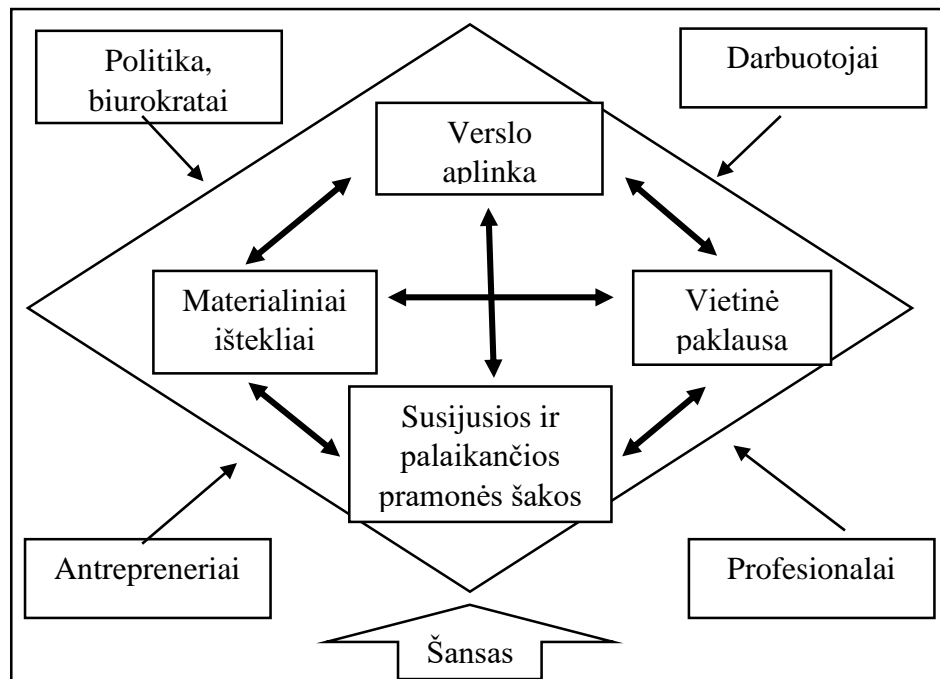 Politika,
biurokratai
Darbuotojai
Verslo
aplinka
Materialiniai
ištekliai
Vietinė
paklausa
Susijusios ir
palaikančios
pramonės šakos
Antrepreneriai
Profesionalai
Šansas